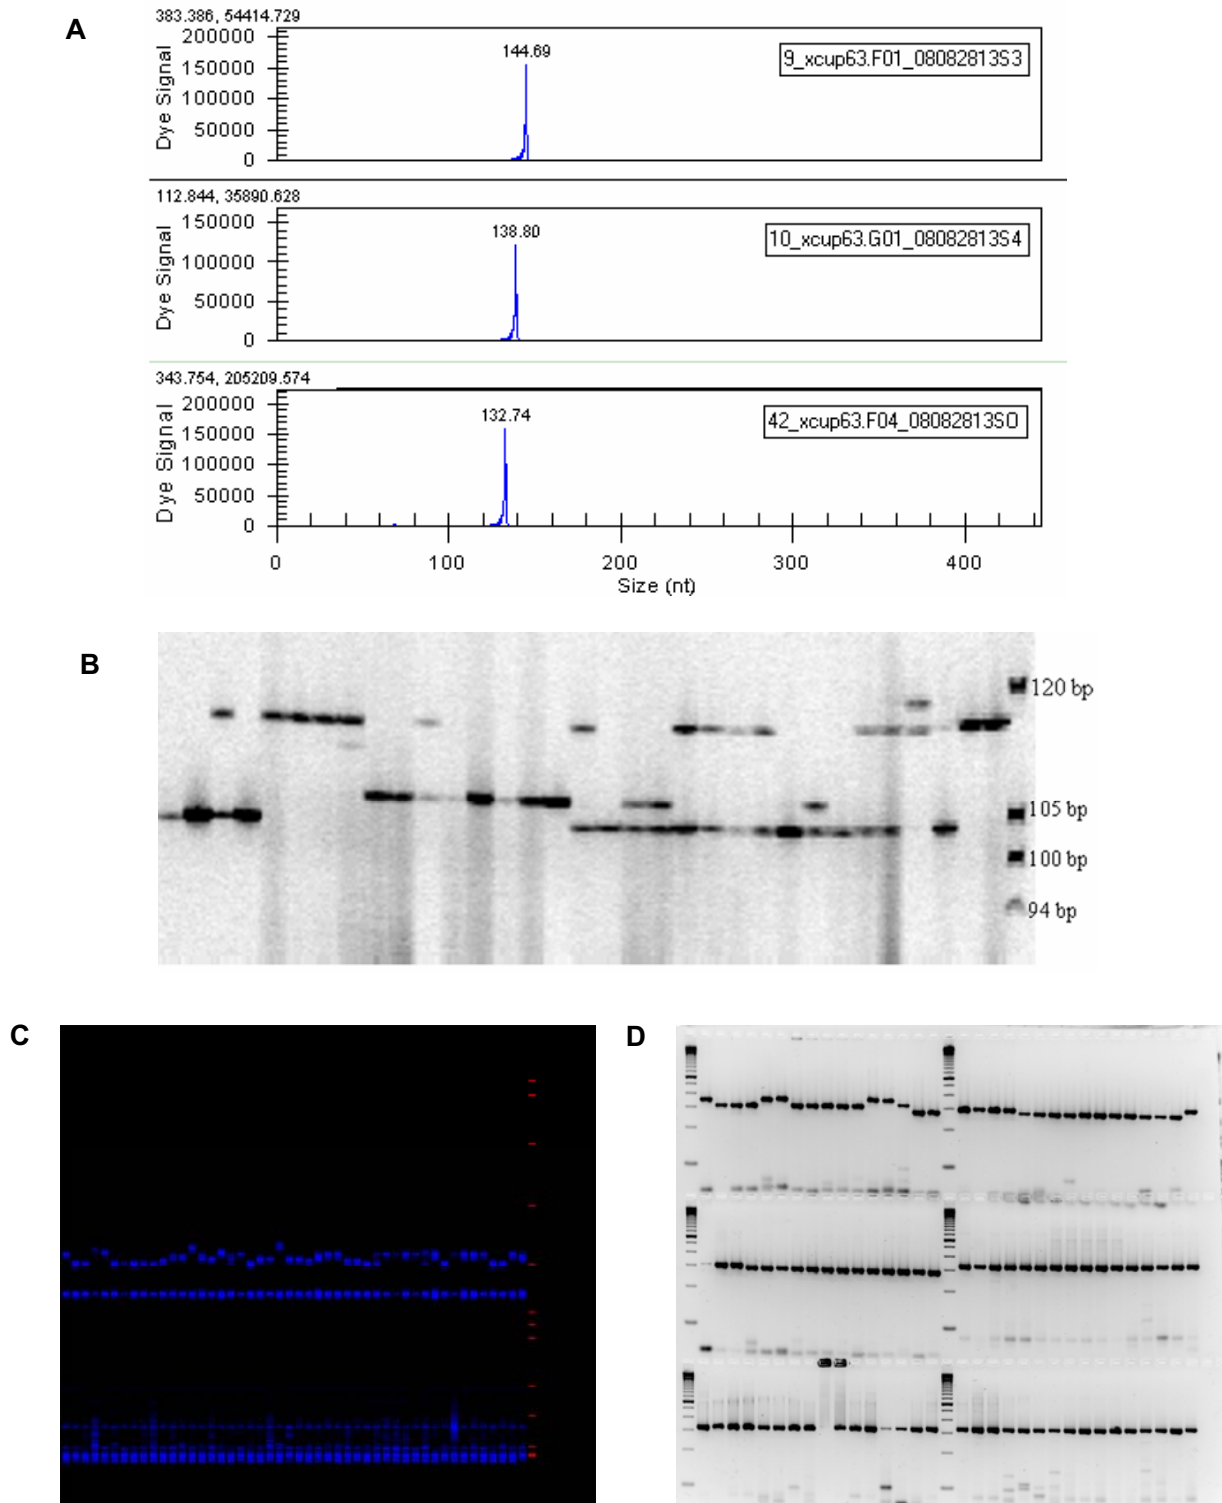 A
383.386, 54414.729
200000
150000
100000
50000
0
Dye Signal
144.69
9_xcup63.F01_08082813S3
112.844, 35890.628
150000
100000
50000
0
Dye Signal
138.80
10_xcup63.G01_08082813S4
343.754, 205209.574
200000
150000
100000
50000
0
Dye Signal
132.74
42_xcup63.F04_08082813SO
0 100 200 300 400
Size (nt)
B
120 bp
105 bp
100 bp
94 bp
C
D